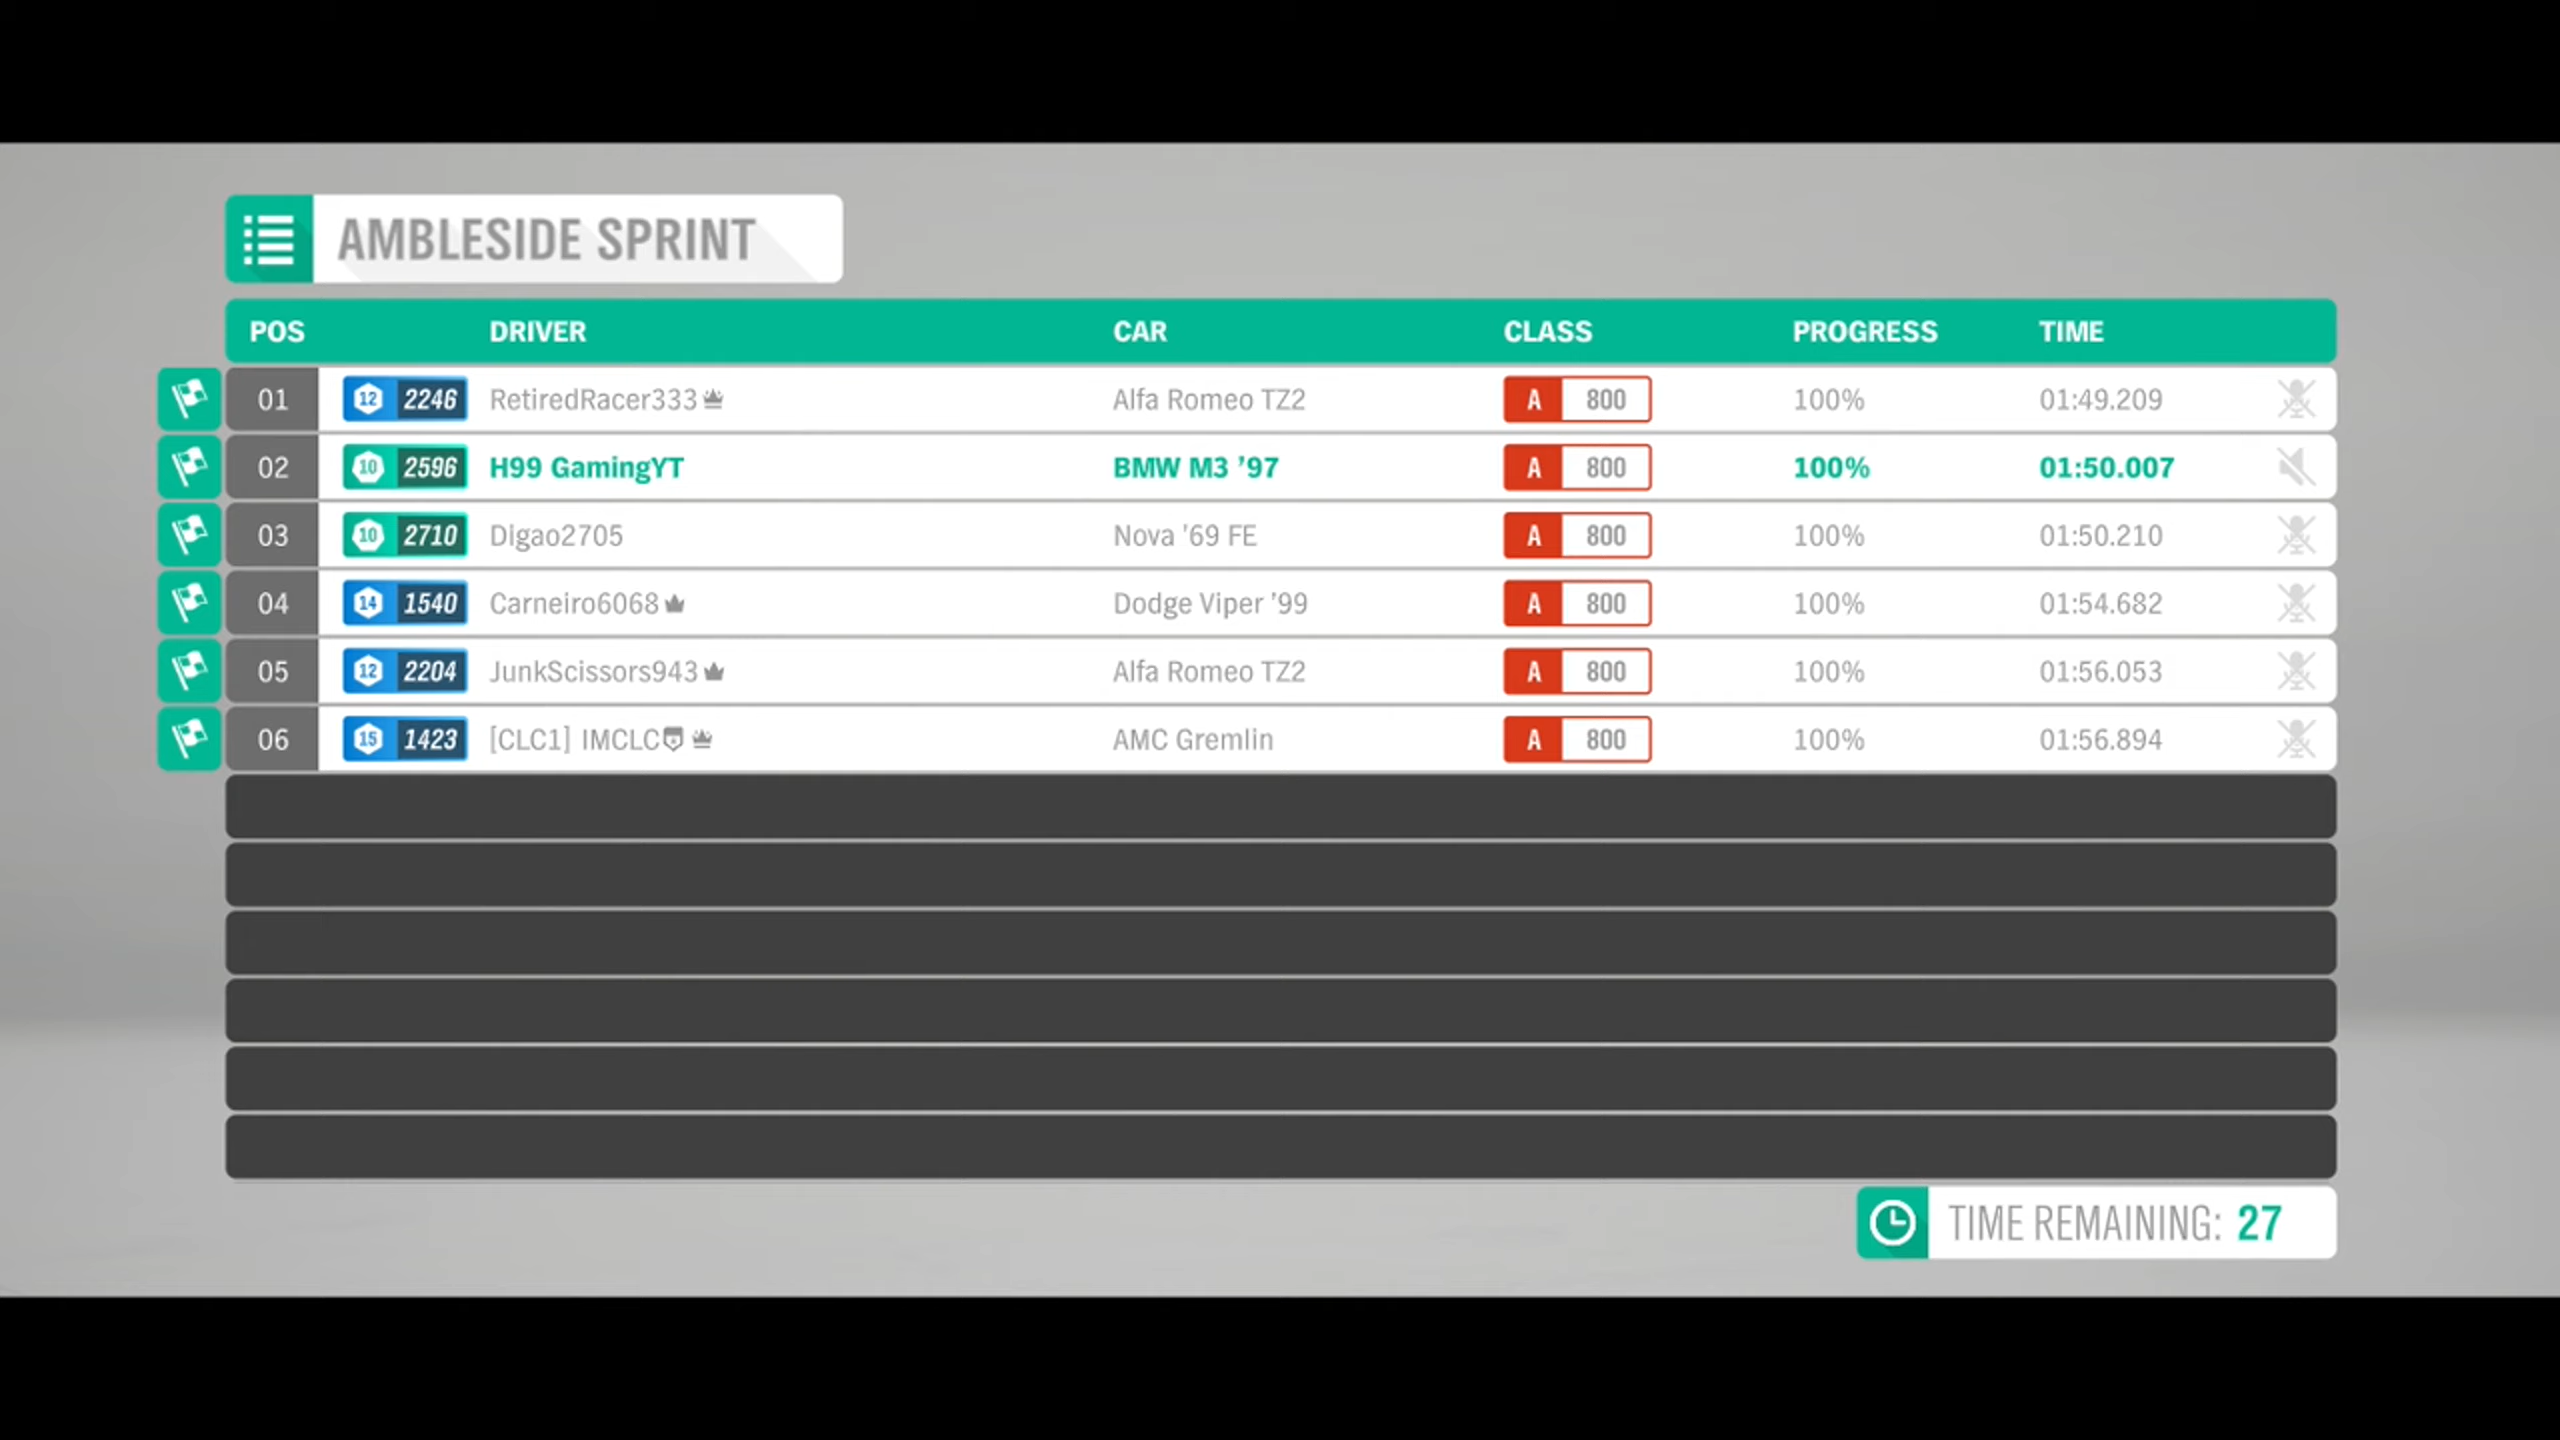 AMBLESIDE SPRINT
POS DRIVER CAR CLASS PROGRESS TIME
01 12 2246 RetiredRacer333 Alfa Romeo TZ2 A 800 100% 01:49.209
02 10 2596 H99 GamingYT BMW M3 ’97 A 800 100% 01:50.007
03 10 2710 Digao2705 Nova ’69 FE A 800 100% 01:50.210
04 14 1540 Carneiro6068 Dodge Viper ’99 A 800 100% 01:54.682
05 12 2204 JunkScissors943 Alfa Romeo TZ2 A 800 100% 01:56.053
06 15 1423 [CLC1] IMCLC AMC Gremlin A 800 100% 01:56.894
TIME REMAINING: 27